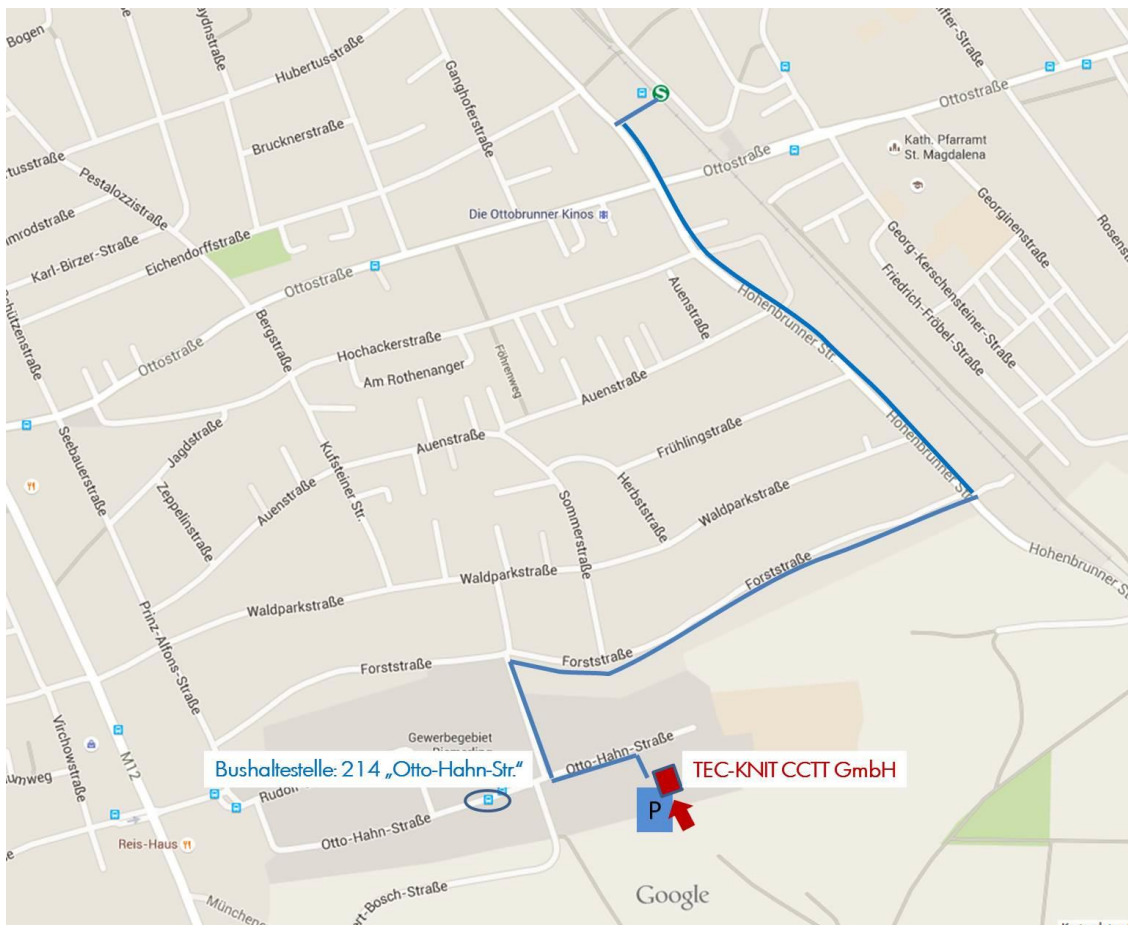 Bogen
Hubertusstraße
Ganghoferstraße
S
Ottostraße
Brucknerstraße
Kath. Pfarramt
St. Magdalena
Ottostraße
Pestalozzistraße
Georginenstraße
Die Ottobrunner Kinos
Karl-Birzer-Straße
Eichendorffstraße
Georg-Kerschensteiner-Straße
Friedrich-Fröbel-Straße
Ottostraße
Auenstraße
Hohenbrunner Str.
Bergstraße
Hochackerstraße
Föhrenweg
Ottostraße
Am Rothenanger
Auenstraße
Hohenbrunner Str.
Seebauerstraße
Jagdstraße
Auenstraße
Frühlingstraße
Kufsteiner Str.
Zeppelinstraße
Auenstraße
Sommerstraße
Herbststraße
Waldparkstraße
Hohenbrunner Str.
Waldparkstraße
Forststraße
Waldparkstraße
Prinz-Alfons-Straße
Forststraße
Forststraße
Virchowstraße
M12
Gewerbegebiet
Otto-Hahn-Straße
Bushaltestelle: 214 „Otto-Hahn-Str.“
TEC-KNIT CCTT GmbH
P
Otto-Hahn-Straße
Reis-Haus
Google